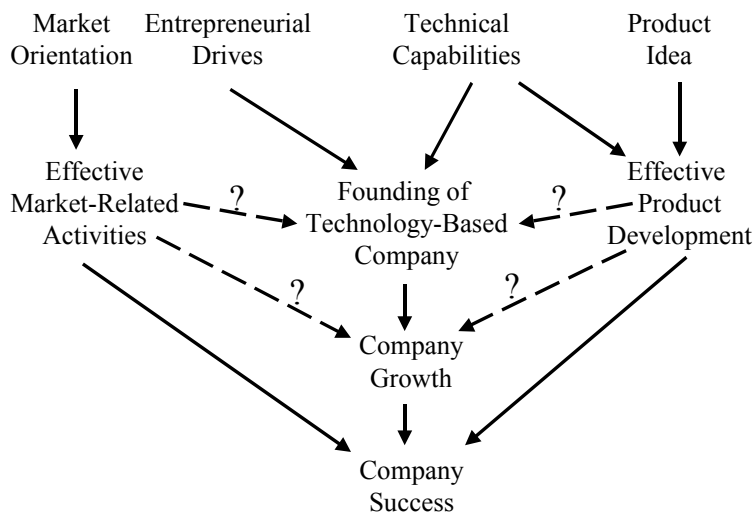 Market
Orientation
Entrepreneurial
Drives
Technical
Capabilities
Product
Idea
Effective
Market-Related
Activities
?
Founding of
Technology-Based
Company
?
Effective
Product
Development
?
?
Company
Growth
Company
Success